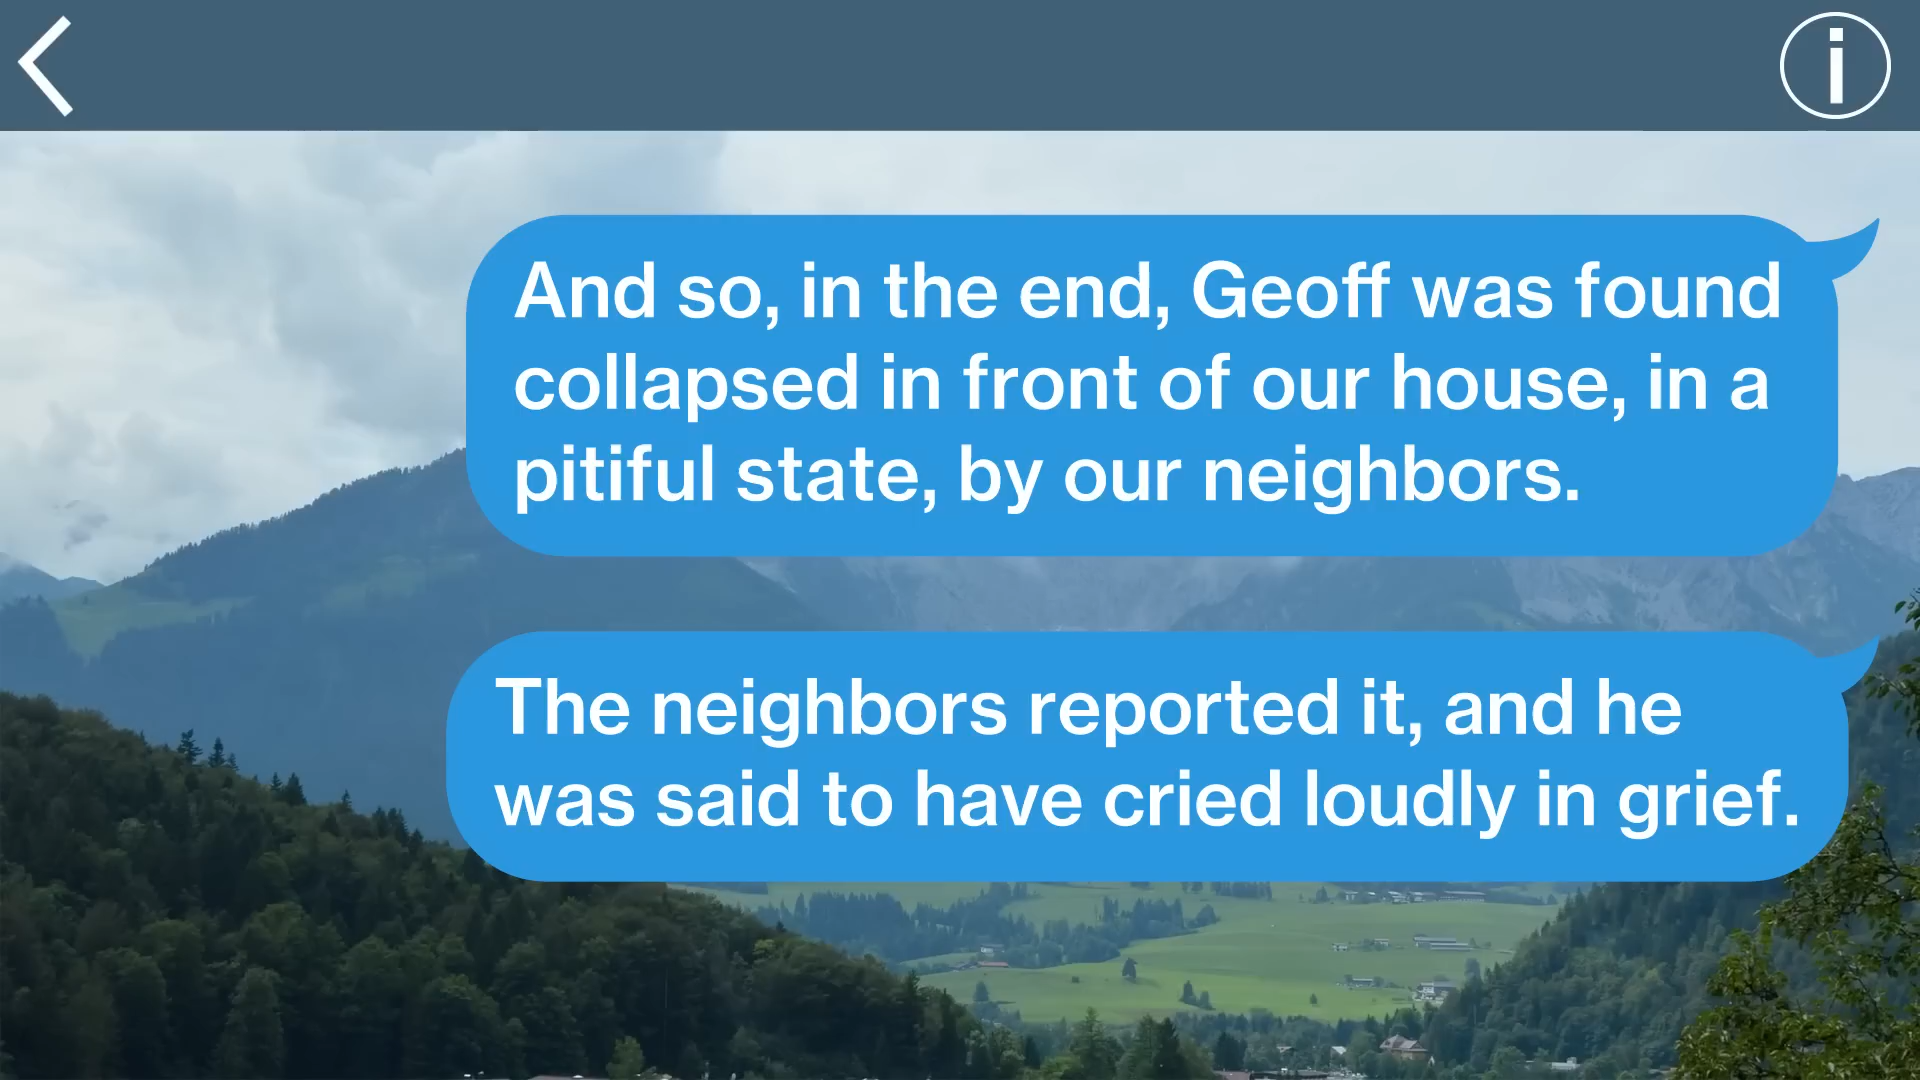 And so, in the end, Geoff was found
collapsed in front of our house, in a
pitiful state, by our neighbors.
The neighbors reported it, and he
was said to have cried loudly in grief.